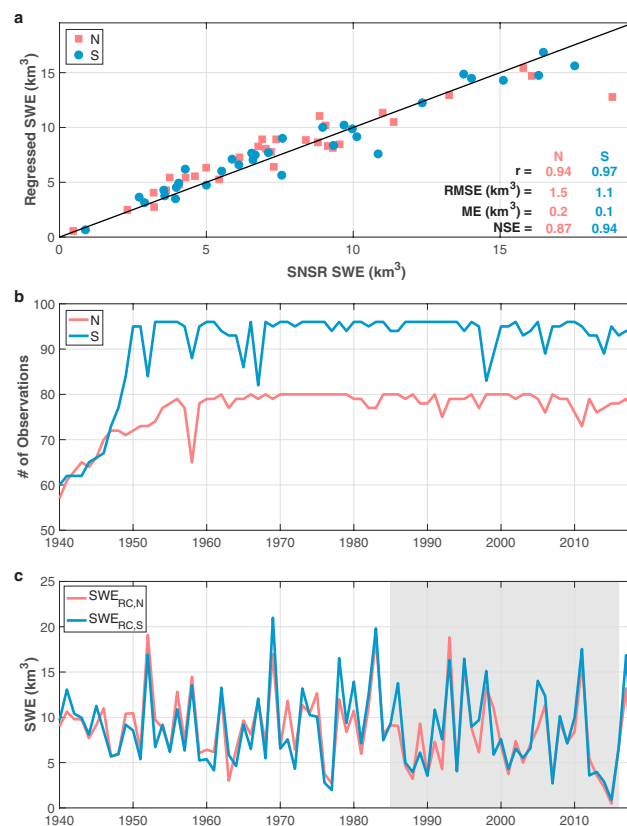 a
N
S
Regressed SWE (km³)
15
10
5
0
0 5 10 15
SNSR SWE (km³)
N S
r = 0.94 0.97
RMSE (km³) = 1.5 1.1
ME (km³) = 0.2 0.1
NSE = 0.87 0.94
b
N
S
# of Observations
100
90
80
70
60
50
1940 1950 1960 1970 1980 1990 2000 2010
c
SWE_RC,N
SWE_RC,S
SWE (km³)
25
20
15
10
5
0
1940 1950 1960 1970 1980 1990 2000 2010